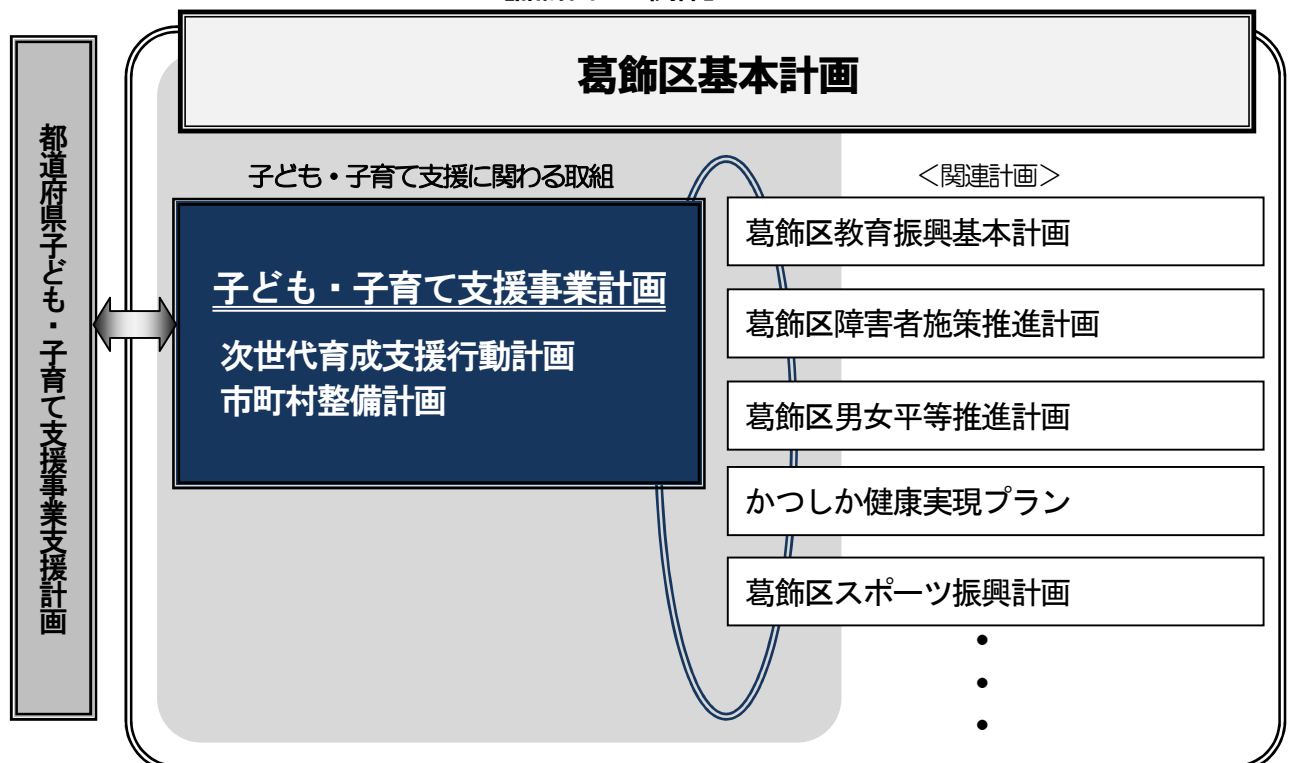 葛飾区基本計画
都道府県子ども・子育て支援事業支援計画
子ども・子育て支援に関わる取組
子ども・子育て支援事業計画
次世代育成支援行動計画
市町村整備計画
＜関連計画＞
葛飾区教育振興基本計画
葛飾区障害者施策推進計画
葛飾区男女平等推進計画
かつしか健康実現プラン
葛飾区スポーツ振興計画